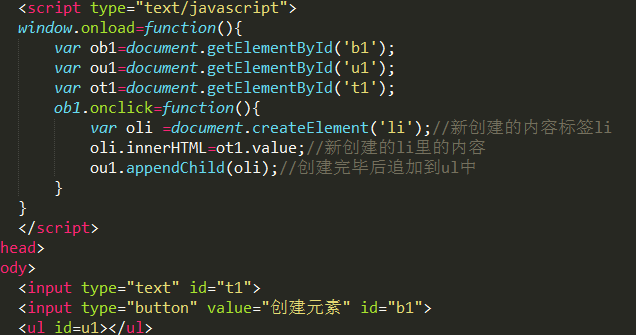 <script type="text/javascript">
window.onload=function(){
var ob1=document.getElementById('b1');
var ou1=document.getElementById('u1');
var ot1=document.getElementById('t1');
ob1.onclick=function(){
var oli =document.createElement('li');//新创建的内容标签li
oli.innerHTML=ot1.value;//新创建的li里的内容
ou1.appendChild(oli);//创建完毕后追加到ul中
}
}
</script>
head>
ody>
<input type="text" id="t1">
<input type="button" value="创建元素" id="b1">
<ul id=u1></ul>